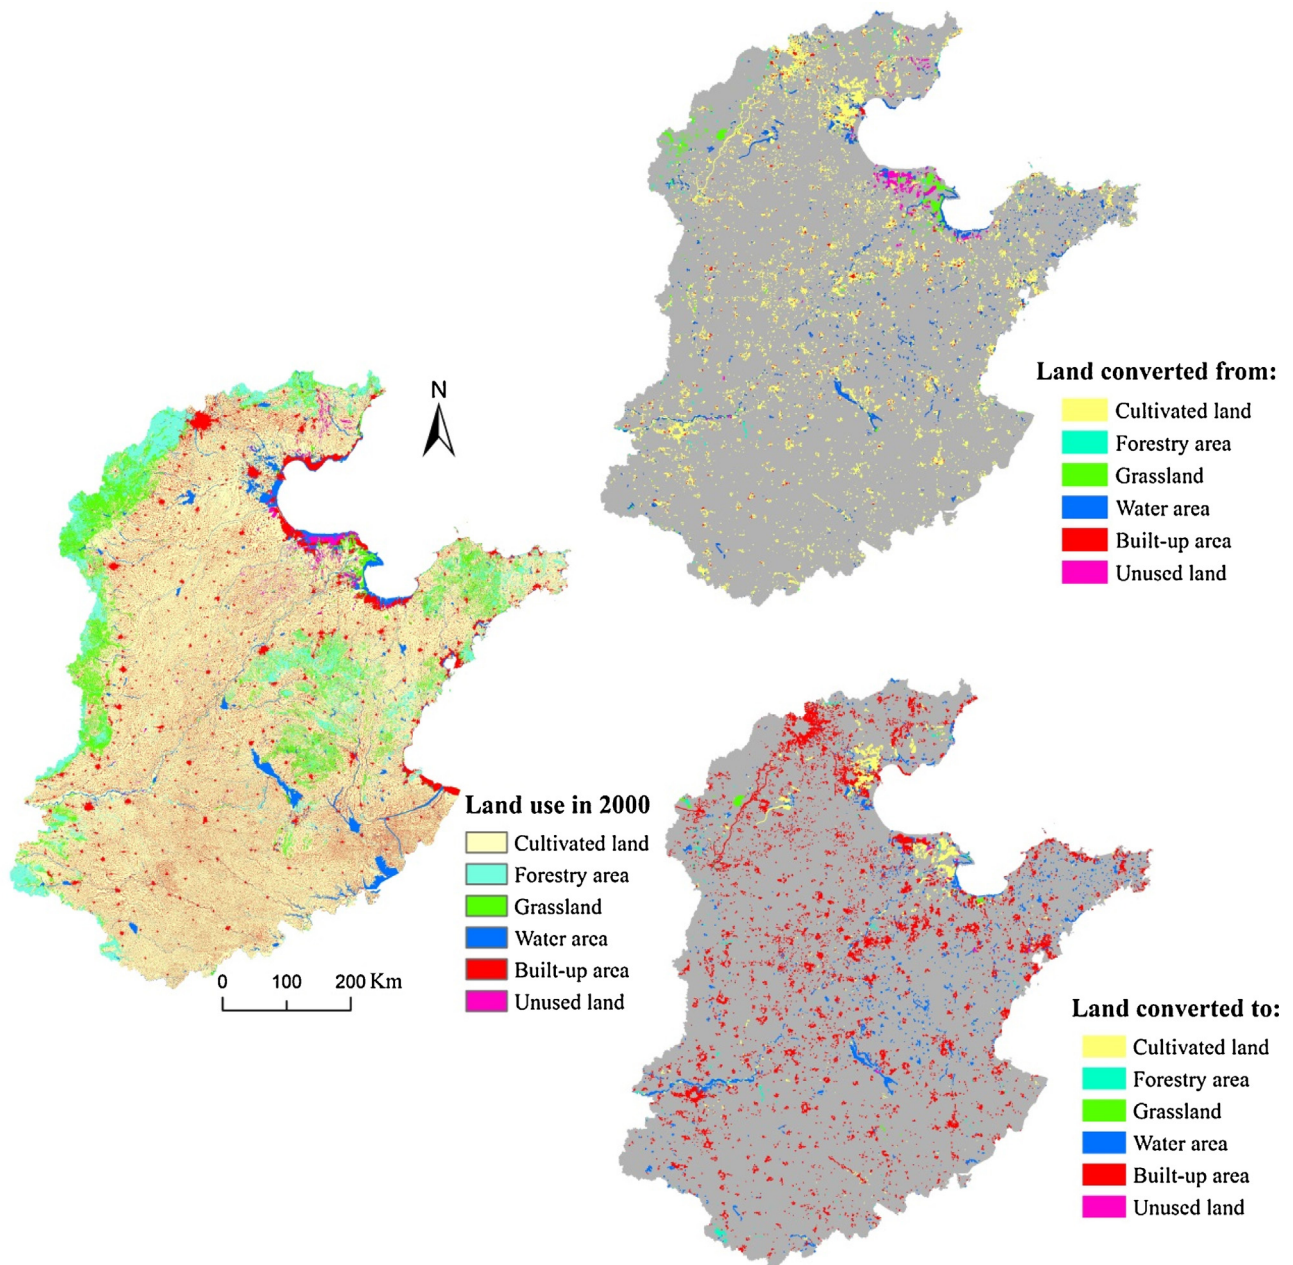 Land converted from:
Cultivated land
Forestry area
Grassland
Water area
Built-up area
Unused land
N
Land use in 2000
Cultivated land
Forestry area
Grassland
Water area
Built-up area
Unused land
0 100 200 Km
Land converted to:
Cultivated land
Forestry area
Grassland
Water area
Built-up area
Unused land